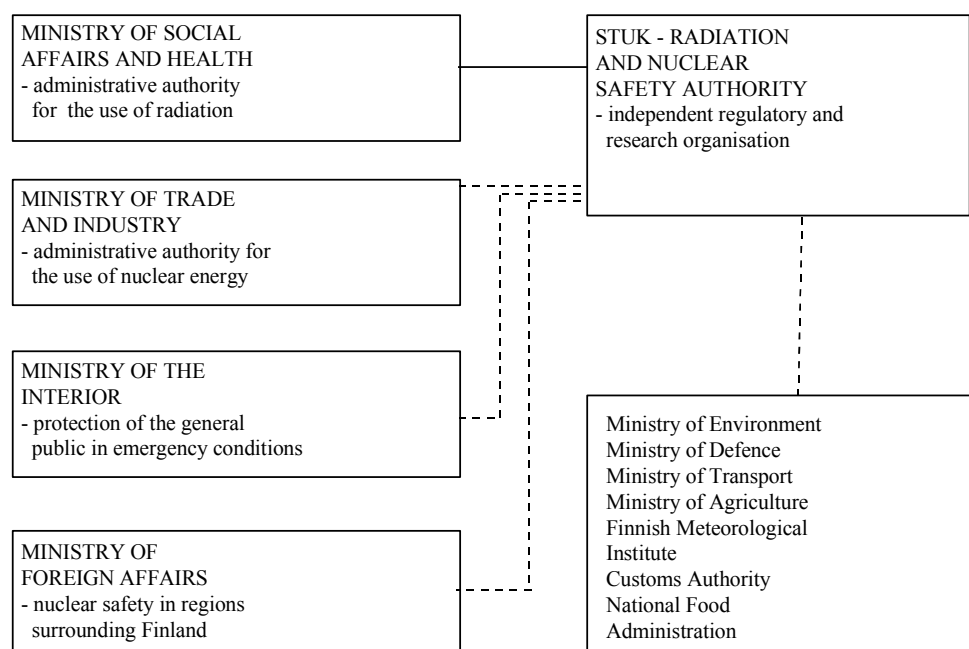 MINISTRY OF SOCIAL
AFFAIRS AND HEALTH
- administrative authority
for the use of radiation
STUK - RADIATION
AND NUCLEAR
SAFETY AUTHORITY
- independent regulatory and
research organisation
MINISTRY OF TRADE
AND INDUSTRY
- administrative authority for
the use of nuclear energy
MINISTRY OF THE
INTERIOR
- protection of the general
public in emergency conditions
MINISTRY OF
FOREIGN AFFAIRS
- nuclear safety in regions
surrounding Finland
Ministry of Environment
Ministry of Defence
Ministry of Transport
Ministry of Agriculture
Finnish Meteorological
Institute
Customs Authority
National Food
Administration